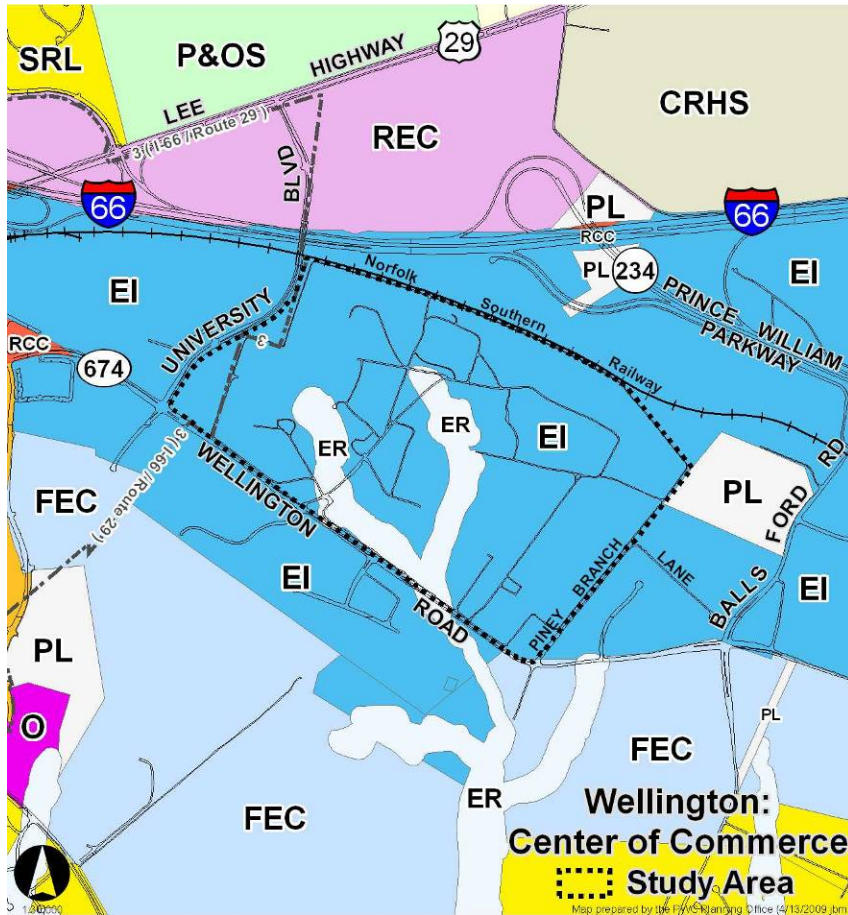 SRL
P&OS
LEE HIGHWAY
29
CRHS
3 ( I-66 / Route 29 )
REC
BLVD
66
PL
RCC
66
EI
Norfolk Southern Railway
PL
234
EI
PRINCE WILLIAM
PARKWAY
UNIVERSITY
RCC
674
3
ER
ER
EI
WELLINGTON ROAD
FEC
3 ( I-66 / Route 29 )
PL
BALLS FORD RD
EI
PINEY BRANCH LANE
EI
PL
O
PL
FEC
FEC
ER
Wellington:
Center of Commerce
Study Area
Map prepared by the PWC Planning Office (4/13/2009 jbm